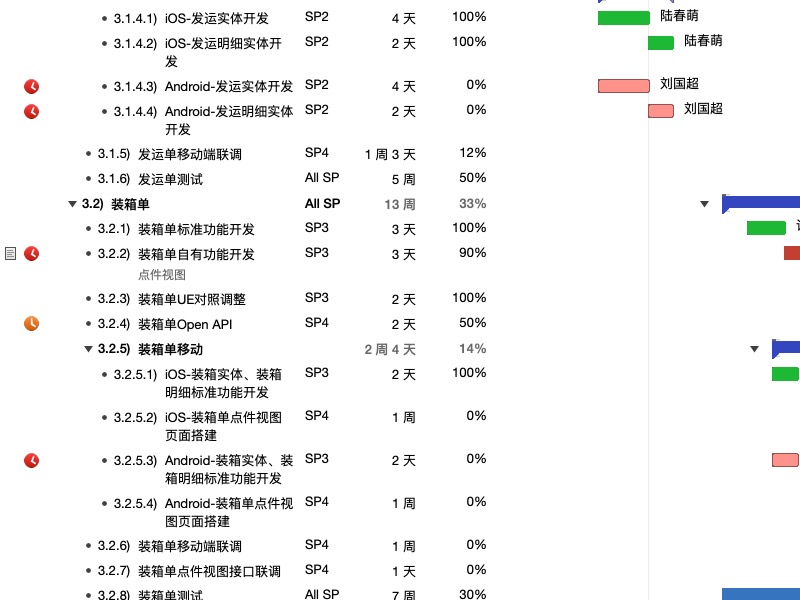 3.1.4.1) iOS-发运实体开发 SP2 4 天 100% 陆春萌
3.1.4.2) iOS-发运明细实体开 SP2 2 天 100% 陆春萌
发
3.1.4.3) Android-发运实体开发 SP2 4 天 0% 刘国超
3.1.4.4) Android-发运明细实体 SP2 2 天 0% 刘国超
开发
3.1.5) 发运单移动端联调 SP4 1 周 3 天 12%
3.1.6) 发运单测试 All SP 5 周 50%
3.2) 装箱单 All SP 13 周 33%
3.2.1) 装箱单标准功能开发 SP3 3 天 100%
3.2.2) 装箱单自有功能开发 SP3 3 天 90%
点件视图
3.2.3) 装箱单UE对照调整 SP3 2 天 100%
3.2.4) 装箱单Open API SP4 2 天 50%
3.2.5) 装箱单移动 2 周 4 天 14%
3.2.5.1) iOS-装箱实体、装箱 SP3 2 天 100%
明细标准功能开发
3.2.5.2) iOS-装箱单点件视图 SP4 1 周 0%
页面搭建
3.2.5.3) Android-装箱实体、装 SP3 2 天 0%
箱明细标准功能开发
3.2.5.4) Android-装箱单点件视 SP4 1 周 0%
图页面搭建
3.2.6) 装箱单移动端联调 SP4 1 周 0%
3.2.7) 装箱单点件视图接口联调 SP4 1 天 0%
3.2.8) 装箱单测试 All SP 7 周 30%